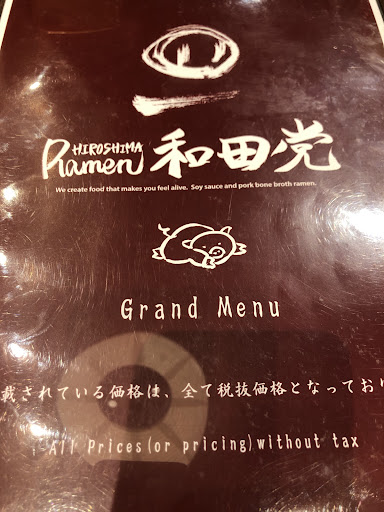 HIROSHIMA
Ramen 和田党
We create food that makes you feel alive. Soy sauce and pork bone broth ramen.
Grand Menu
載されている価格は、全て税抜価格となってお
All Prices(or pricing)without tax